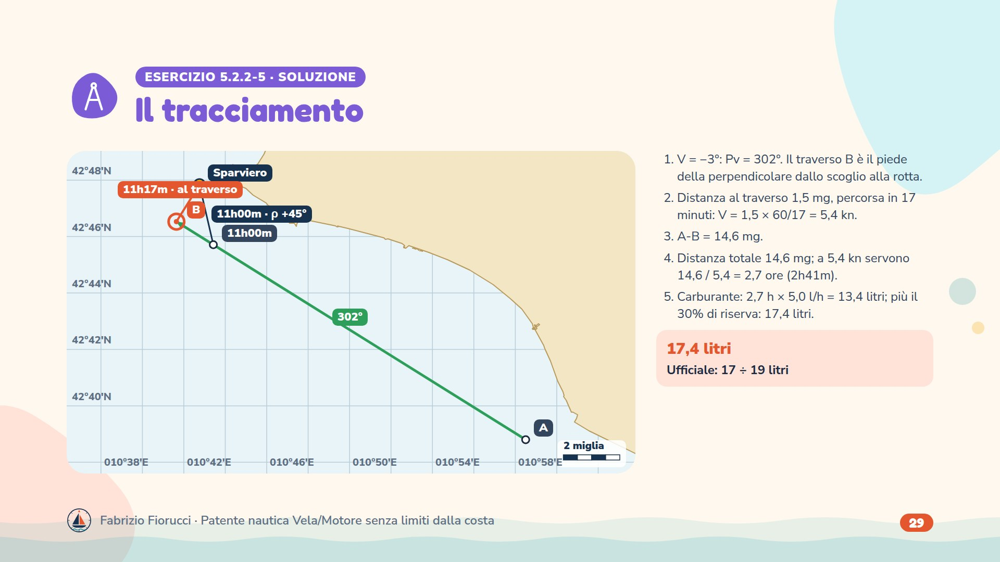 ESERCIZIO 5.2.2-5 · SOLUZIONE
Il tracciamento
42°48'N
Sparviero
11h17m · al traverso
B
11h00m · ρ +45°
42°46'N
11h00m
42°44'N
302°
42°42'N
42°40'N
A
2 miglia
010°38'E
010°42'E
010°46'E
010°50'E
010°54'E
010°58'E
1. V = −3°: Pv = 302°. Il traverso B è il piede
della perpendicolare dallo scoglio alla rotta.
2. Distanza al traverso 1,5 mg, percorsa in 17
minuti: V = 1,5 × 60/17 = 5,4 kn.
3. A-B = 14,6 mg.
4. Distanza totale 14,6 mg; a 5,4 kn servono
14,6 / 5,4 = 2,7 ore (2h41m).
5. Carburante: 2,7 h × 5,0 l/h = 13,4 litri; più il
30% di riserva: 17,4 litri.
17,4 litri
Ufficiale: 17 ÷ 19 litri
Fabrizio Fiorucci · Patente nautica Vela/Motore senza limiti dalla costa
29